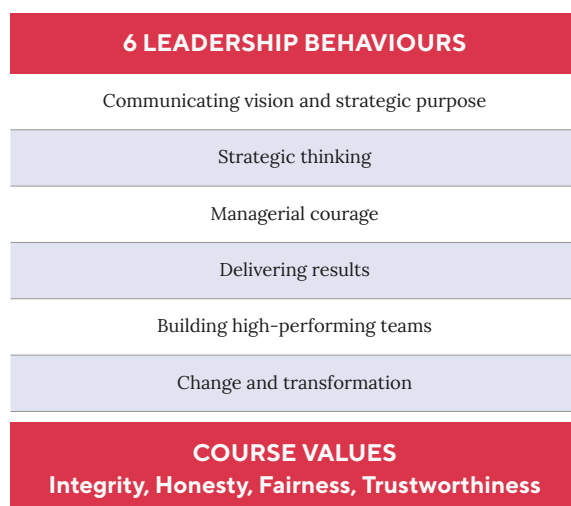 6 LEADERSHIP BEHAVIOURS
Communicating vision and strategic purpose
Strategic thinking
Managerial courage
Delivering results
Building high-performing teams
Change and transformation
COURSE VALUES
Integrity, Honesty, Fairness, Trustworthiness